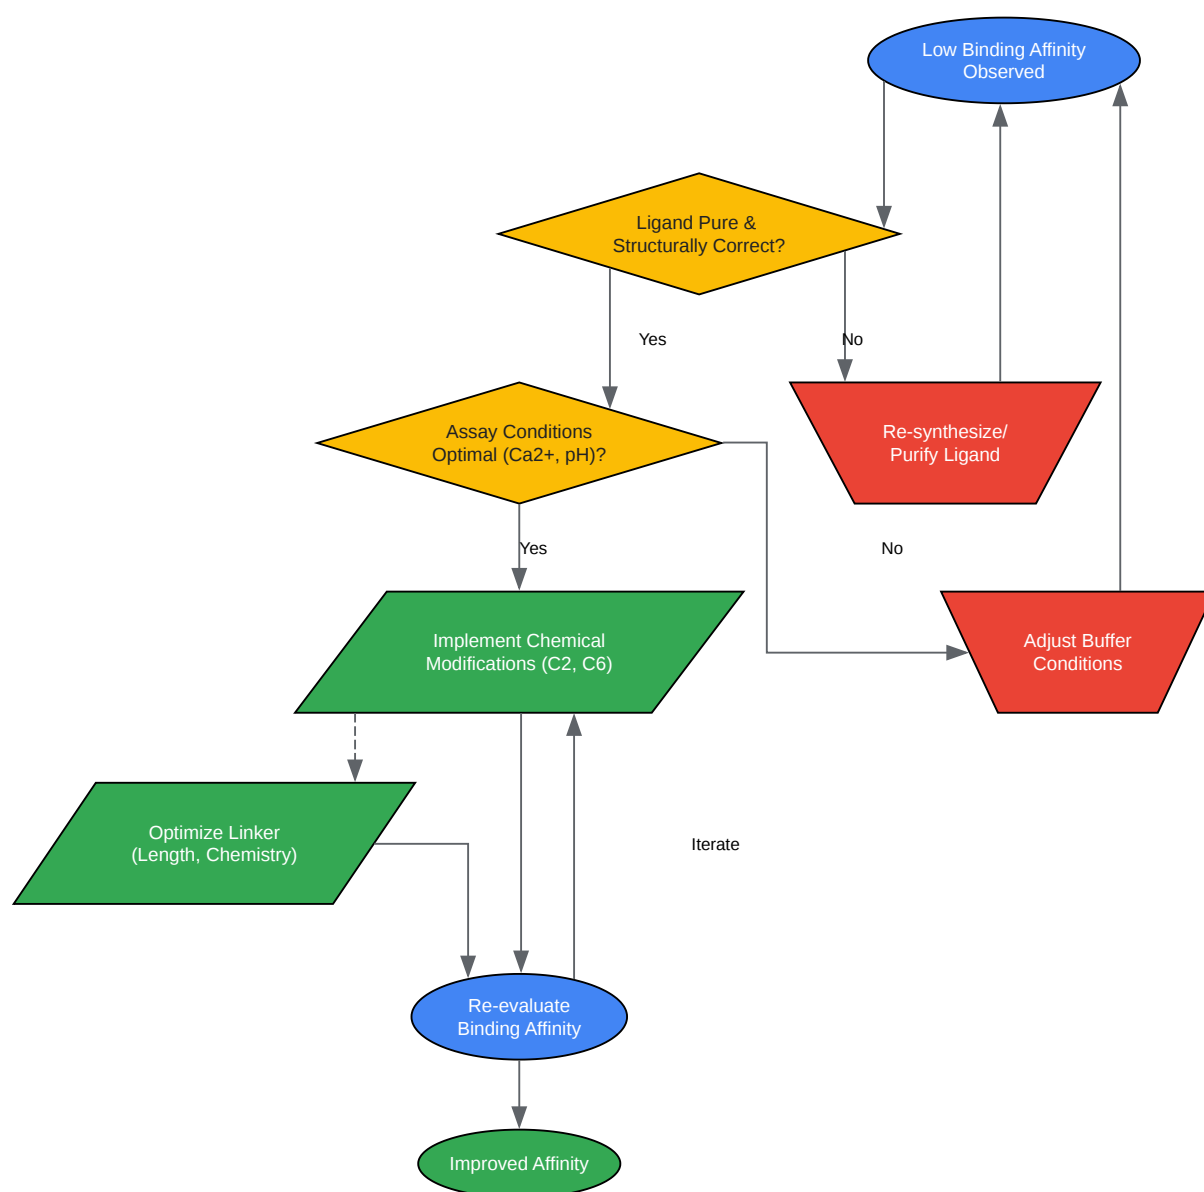 Low Binding Affinity
Observed
Ligand Pure &
Structurally Correct?
Yes
No
Assay Conditions
Optimal (Ca2+, pH)?
Re-synthesize/
Purify Ligand
Yes
No
Implement Chemical
Modifications (C2, C6)
Adjust Buffer
Conditions
Optimize Linker
(Length, Chemistry)
Iterate
Re-evaluate
Binding Affinity
Improved Affinity